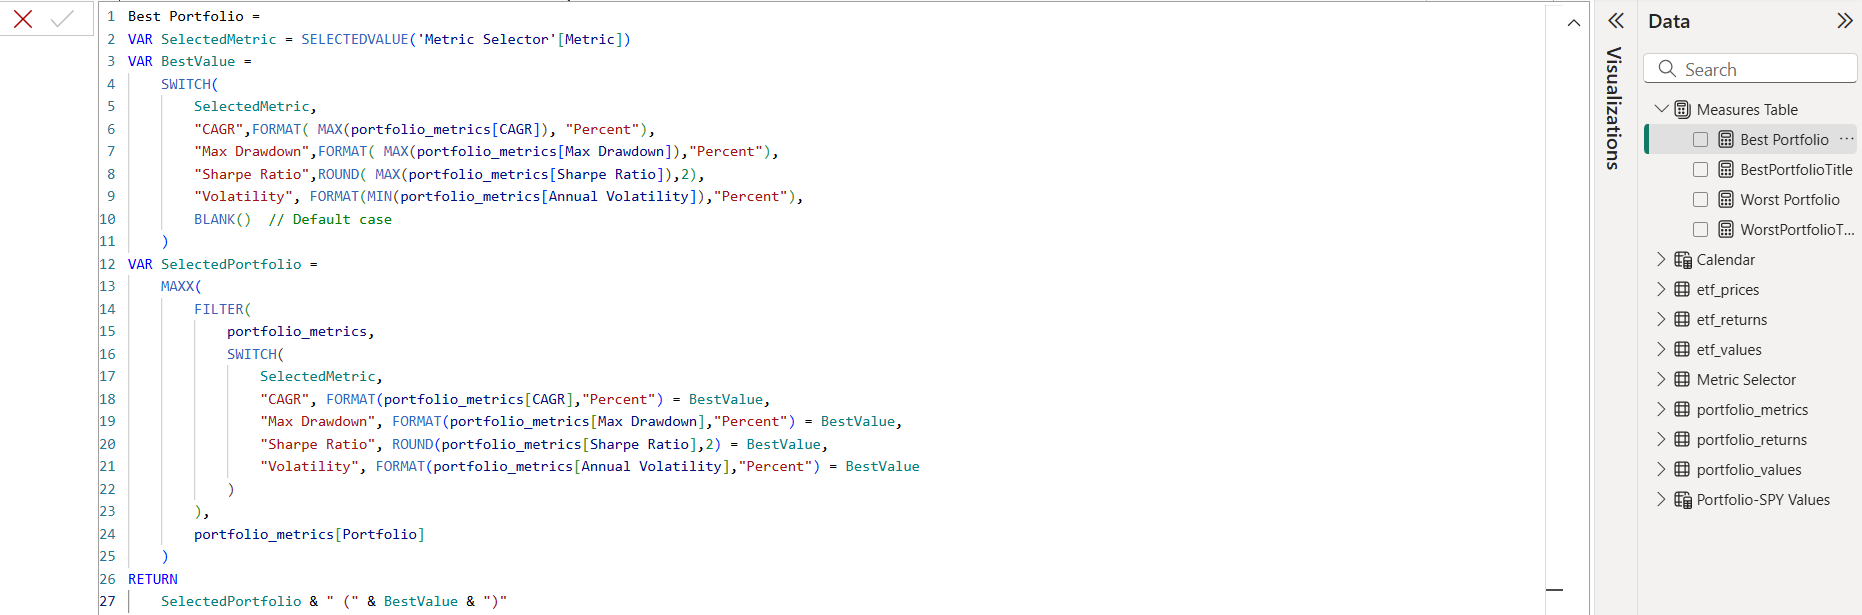 1 Best Portfolio =
2 VAR SelectedMetric = SELECTEDVALUE('Metric Selector'[Metric])
3 VAR BestValue =
4 SWITCH(
5 SelectedMetric,
6 "CAGR",FORMAT( MAX(portfolio_metrics[CAGR]), "Percent"),
7 "Max Drawdown",FORMAT( MAX(portfolio_metrics[Max Drawdown]),"Percent"),
8 "Sharpe Ratio",ROUND( MAX(portfolio_metrics[Sharpe Ratio]),2),
9 "Volatility", FORMAT(MIN(portfolio_metrics[Annual Volatility]),"Percent"),
10 BLANK()  // Default case
11 )
12 VAR SelectedPortfolio =
13 MAXX(
14 FILTER(
15 portfolio_metrics,
16 SWITCH(
17 SelectedMetric,
18 "CAGR", FORMAT(portfolio_metrics[CAGR],"Percent") = BestValue,
19 "Max Drawdown", FORMAT(portfolio_metrics[Max Drawdown],"Percent") = BestValue,
20 "Sharpe Ratio", ROUND(portfolio_metrics[Sharpe Ratio],2) = BestValue,
21 "Volatility", FORMAT(portfolio_metrics[Annual Volatility],"Percent") = BestValue
22 )
23 ),
24 portfolio_metrics[Portfolio]
25 )
26 RETURN
27 SelectedPortfolio & " (" & BestValue & ")"
Visualizations
Data
Search
Measures Table
Best Portfolio ...
BestPortfolioTitle
Worst Portfolio
WorstPortfolioT...
Calendar
etf_prices
etf_returns
etf_values
Metric Selector
portfolio_metrics
portfolio_returns
portfolio_values
Portfolio-SPY Values